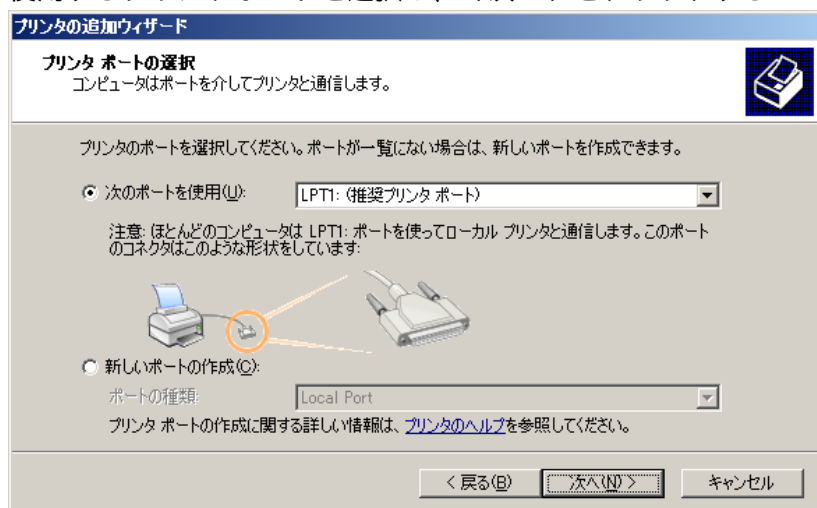 プリンタの追加ウィザード
プリンタ ポートの選択
コンピュータはポートを介してプリンタと通信します。
プリンタのポートを選択してください。ポートが一覧にない場合は、新しいポートを作成できます。
次のポートを使用(U):
LPT1: (推奨プリンタ ポート)
注意: ほとんどのコンピュータは LPT1: ポートを使ってローカル プリンタと通信します。このポート
のコネクタはこのような形状をしています:
新しいポートの作成(C):
ポートの種類:
Local Port
プリンタ ポートの作成に関する詳しい情報は、プリンタのヘルプを参照してください。
< 戻る(B)
次へ(N) >
キャンセル